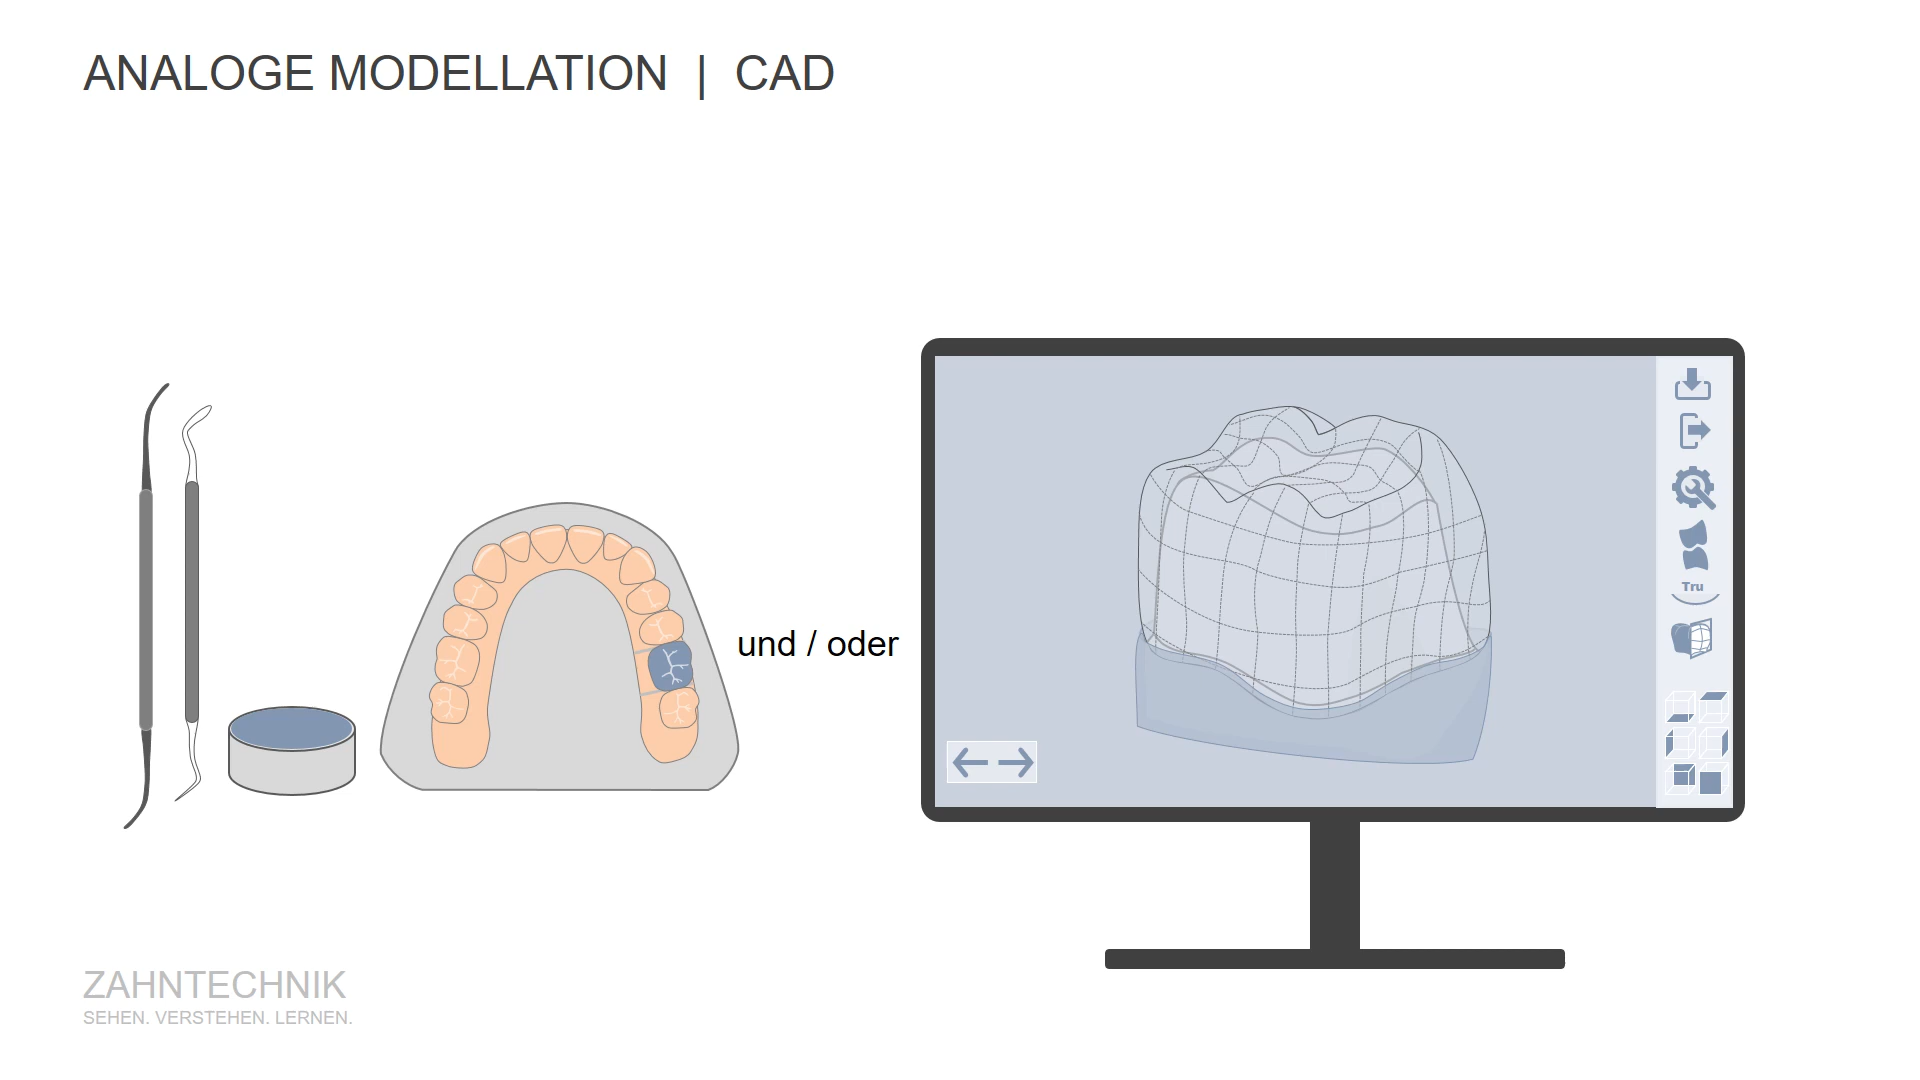 ANALOGE MODELLATION | CAD
und / oder
Tru
ZAHNTECHNIK
SEHEN. VERSTEHEN. LERNEN.